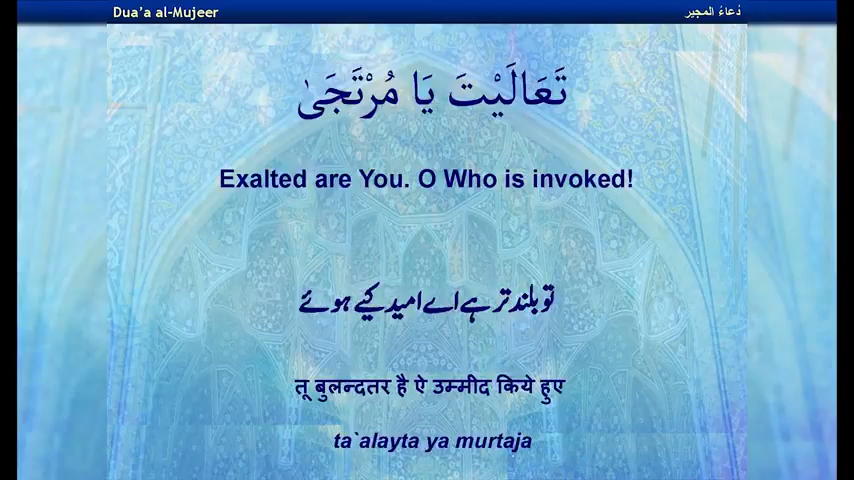 Dua'a al-Mujeer دُعاءُ المجير
تَعَالَيْتَ يَا مُرْتَجَىٰ
Exalted are You. O Who is invoked!
تو بلند تر ہے اے امید کیے ہوئے
तू बुलन्दतर है ऐ उम्मीद किये हुए
ta`alayta ya murtaja